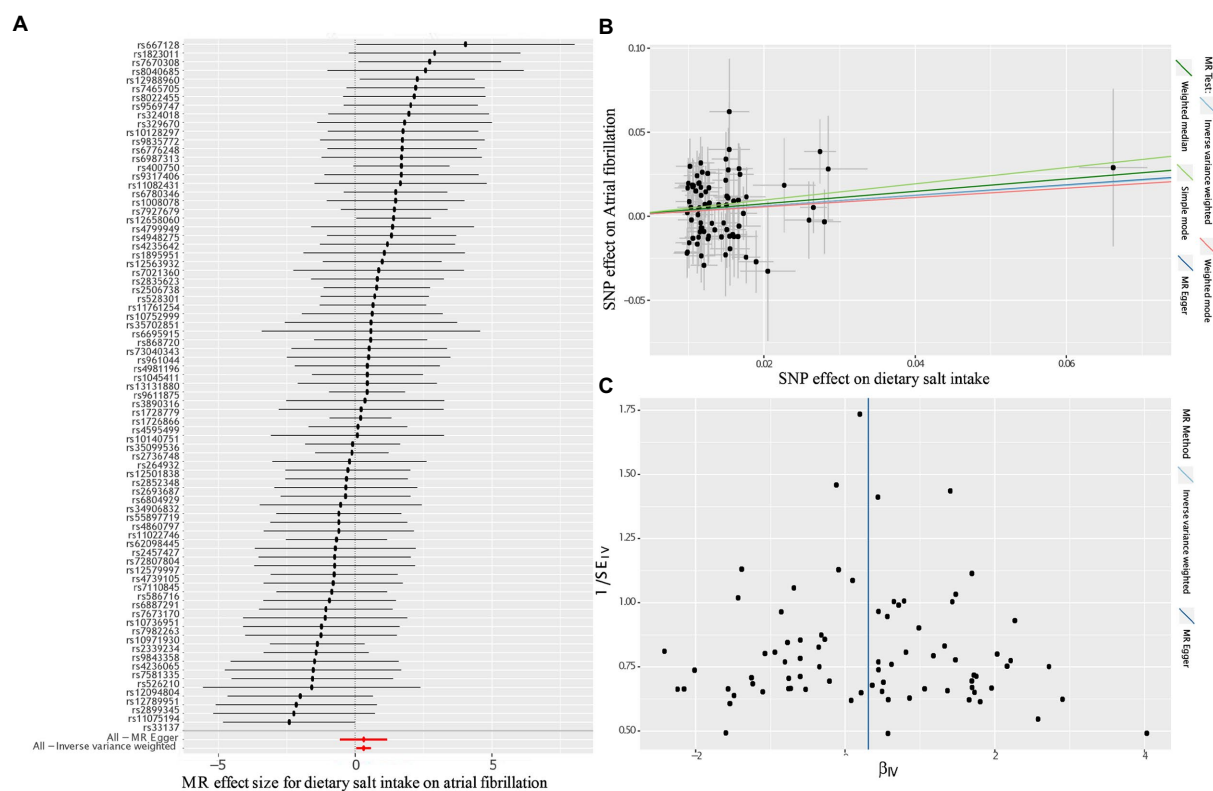 A
rs667128
rs1823011
rs7670308
rs8040685
rs12988960
rs7465705
rs8022455
rs9569747
rs324018
rs329670
rs10128297
rs9835772
rs6776248
rs6987313
rs400750
rs9317406
rs11082431
rs6780346
rs1008078
rs7927679
rs12658060
rs4799949
rs4948275
rs4235642
rs1895951
rs12563932
rs7021360
rs2835623
rs2506738
rs528301
rs11761254
rs10752999
rs35702851
rs6695915
rs868720
rs73040343
rs961044
rs4981196
rs1045411
rs13131880
rs9611875
rs3890316
rs1728779
rs1726866
rs4595499
rs10140751
rs35099536
rs2736748
rs264932
rs12501838
rs2852348
rs2693687
rs6804929
rs34906832
rs55897719
rs4860797
rs11022746
rs62098445
rs2457427
rs72807804
rs12579997
rs4739105
rs7110845
rs586716
rs6887291
rs7673170
rs10736951
rs7982263
rs10971930
rs2339234
rs9843358
rs4236065
rs7581335
rs526210
rs12094804
rs12789951
rs2899345
rs11075194
rs33137
All − MR Egger
All − Inverse variance weighted
−5
0
5
MR effect size for dietary salt intake on atrial fibrillation
B
0.10
0.05
0.00
−0.05
SNP effect on Atrial fibrillation
0.02
0.04
0.06
SNP effect on dietary salt intake
MR Test:
Inverse variance weighted
Weighted mode
Weighted median
Simple mode
MR Egger
C
1.75
1.50
1.25
1.00
0.75
0.50
1/SE IV
−2
2
4
βIV
MR Method
Inverse variance weighted
MR Egger